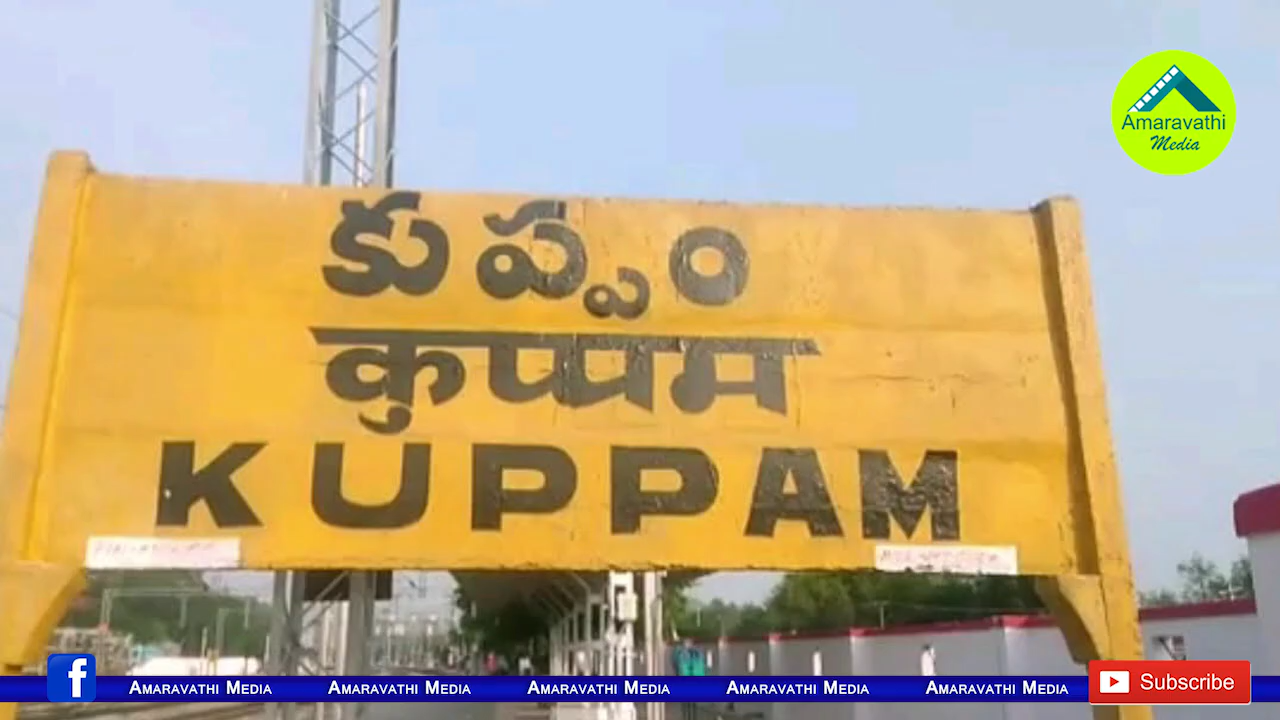 Amaravathi
Media
కుప్పం
कुप्पम
KUPPAM
f AMARAVATHI MEDIA AMARAVATHI MEDIA AMARAVATHI MEDIA AMARAVATHI MEDIA AMARAVATHI MEDIA Subscribe